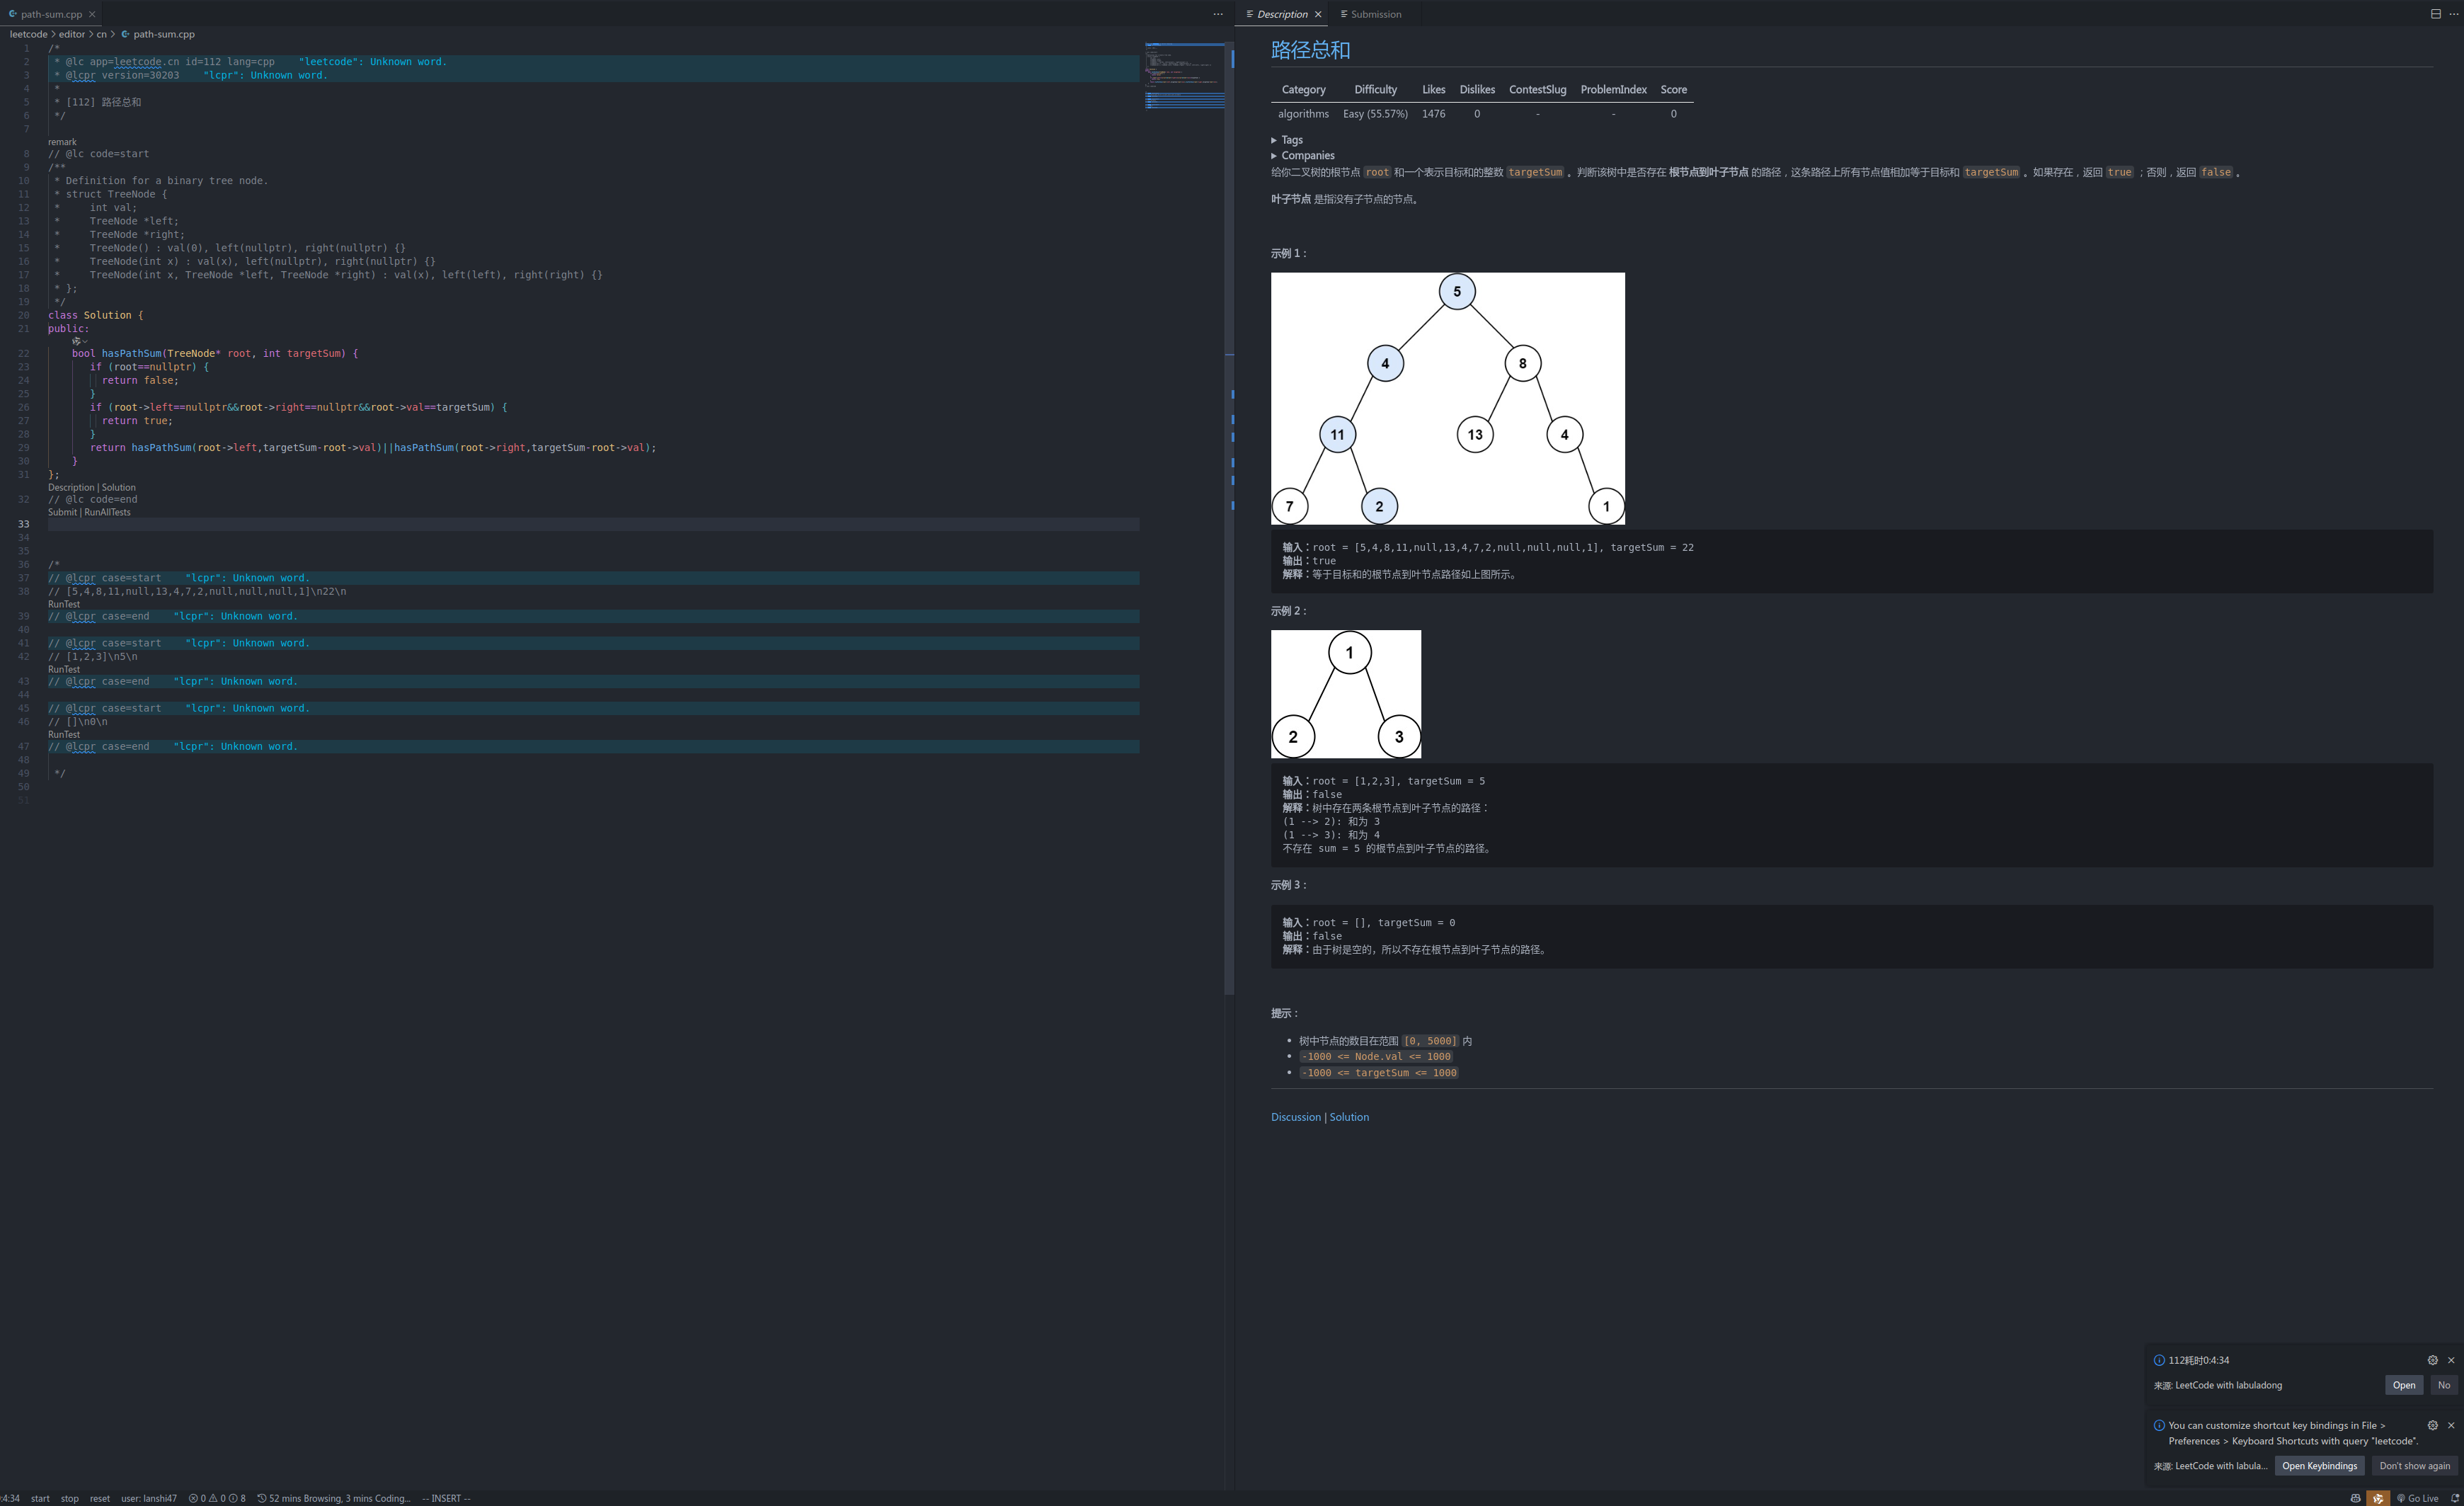 path-sum.cpp
leetcode > editor > cn > path-sum.cpp
1 /*
2 * @lc app=leetcode.cn id=112 lang=cpp "leetcode": Unknown word.
3 * @lcpr version=30203 "lcpr": Unknown word.
4 *
5 * [112] 路径总和
6 */
7
remark
8 // @lc code=start
9 /**
10 * Definition for a binary tree node.
11 * struct TreeNode {
12 *     int val;
13 *     TreeNode *left;
14 *     TreeNode *right;
15 *     TreeNode() : val(0), left(nullptr), right(nullptr) {}
16 *     TreeNode(int x) : val(x), left(nullptr), right(nullptr) {}
17 *     TreeNode(int x, TreeNode *left, TreeNode *right) : val(x), left(left), right(right) {}
18 * };
19 */
20 class Solution {
21 public:
22     bool hasPathSum(TreeNode* root, int targetSum) {
23        if (root==nullptr) {
24          return false;
25        }
26        if (root->left==nullptr&&root->right==nullptr&&root->val==targetSum) {
27          return true;
28        }
29        return hasPathSum(root->left,targetSum-root->val)||hasPathSum(root->right,targetSum-root->val);
30     }
31 };
Description | Solution
32 // @lc code=end
Submit | RunAllTests
33
34
35
36 /*
37 // @lcpr case=start "lcpr": Unknown word.
38 // [5,4,8,11,null,13,4,7,2,null,null,null,1]\n22\n
RunTest
39 // @lcpr case=end "lcpr": Unknown word.
40
41 // @lcpr case=start "lcpr": Unknown word.
42 // [1,2,3]\n5\n
RunTest
43 // @lcpr case=end "lcpr": Unknown word.
44
45 // @lcpr case=start "lcpr": Unknown word.
46 // []\n0\n
RunTest
47 // @lcpr case=end "lcpr": Unknown word.
48
49 */
50
51
Description
Submission
路径总和
Category Difficulty Likes Dislikes ContestSlug ProblemIndex Score
algorithms Easy (55.57%) 1476 0 - - 0
Tags
Companies
给你二叉树的根节点 root 和一个表示目标和的整数 targetSum 。判断该树中是否存在 根节点到叶子节点 的路径，这条路径上所有节点值相加等于目标和 targetSum 。如果存在，返回 true ；否则，返回 false 。
叶子节点 是指没有子节点的节点。
示例 1：
5
4 8
11 13 4
7 2 1
输入：root = [5,4,8,11,null,13,4,7,2,null,null,null,1], targetSum = 22
输出：true
解释：等于目标和的根节点到叶节点路径如上图所示。
示例 2：
1
2 3
输入：root = [1,2,3], targetSum = 5
输出：false
解释：树中存在两条根节点到叶子节点的路径：
(1 --> 2): 和为 3
(1 --> 3): 和为 4
不存在 sum = 5 的根节点到叶子节点的路径。
示例 3：
输入：root = [], targetSum = 0
输出：false
解释：由于树是空的，所以不存在根节点到叶子节点的路径。
提示：
• 树中节点的数目在范围 [0, 5000] 内
• -1000 <= Node.val <= 1000
• -1000 <= targetSum <= 1000
Discussion | Solution
112耗时0:4:34
来源: LeetCode with labuladong
Open No
You can customize shortcut key bindings in File >
Preferences > Keyboard Shortcuts with query "leetcode".
来源: LeetCode with labula...
Open Keybindings Don't show again
:4:34 start stop reset user: lanshi47 0 0 8 52 mins Browsing, 3 mins Coding... -- INSERT --
Go Live